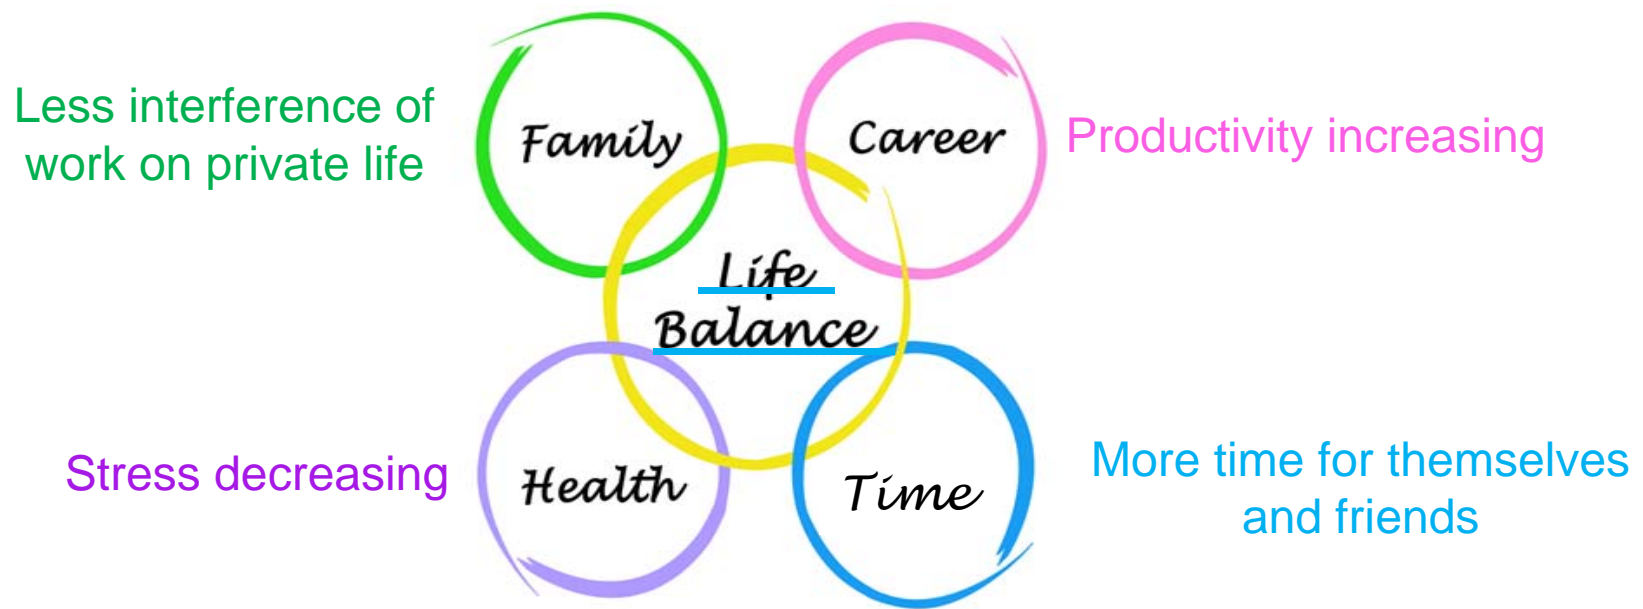 Less interference of
work on private life
Family
Career
Productivity increasing
Life
Balance
Stress decreasing
Health
Time
More time for themselves
and friends